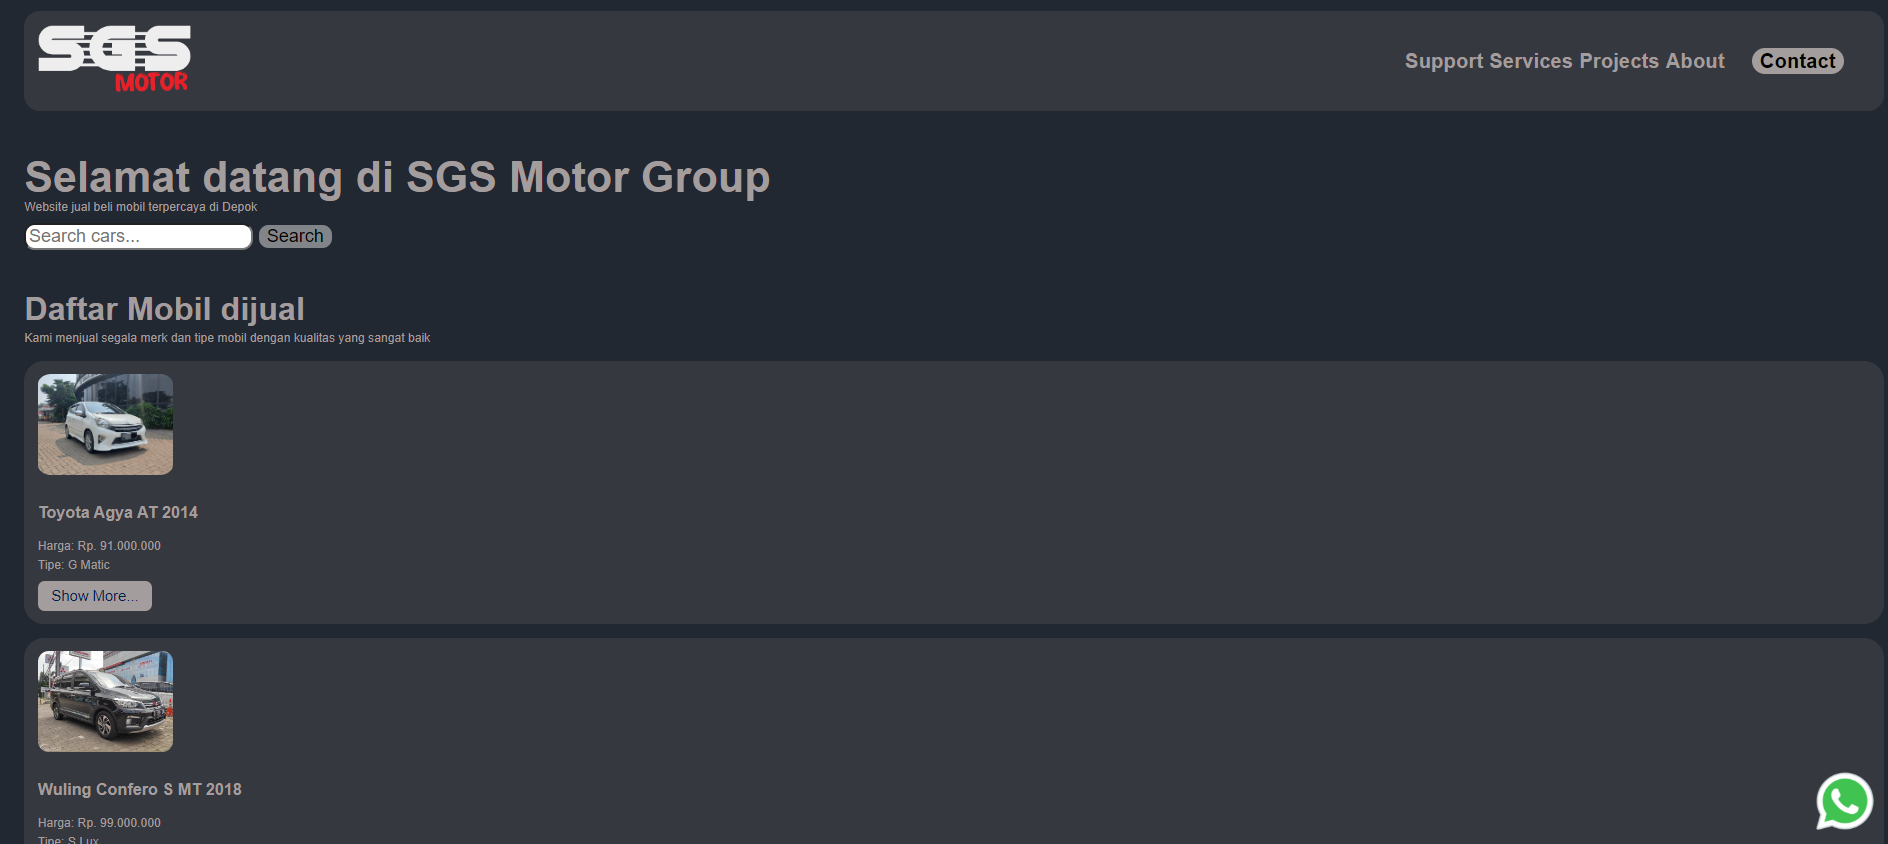 SGS
MOTOR
Support Services Projects About Contact
Selamat datang di SGS Motor Group
Website jual beli mobil terpercaya di Depok
Search cars... Search
Daftar Mobil dijual
Kami menjual segala merk dan tipe mobil dengan kualitas yang sangat baik
Toyota Agya AT 2014
Harga: Rp. 91.000.000
Tipe: G Matic
Show More...
Wuling Confero S MT 2018
Harga: Rp. 99.000.000
Tipe: S Lux